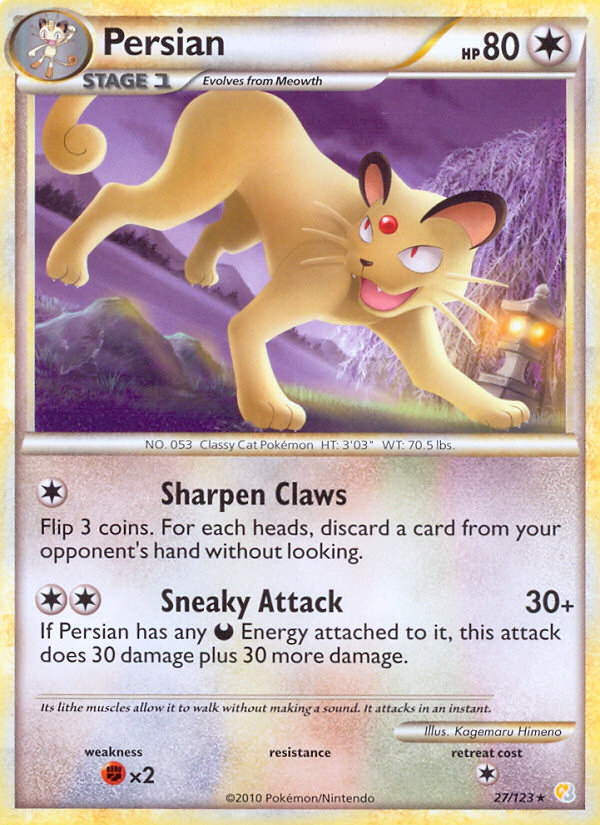 Persian
HP 80
STAGE 1
Evolves from Meowth
NO. 053 Classy Cat Pokémon HT: 3'03" WT: 70.5 lbs.
Sharpen Claws
Flip 3 coins. For each heads, discard a card from your
opponent's hand without looking.
Sneaky Attack 30+
If Persian has any Energy attached to it, this attack
does 30 damage plus 30 more damage.
Its lithe muscles allow it to walk without making a sound. It attacks in an instant.
Illus. Kagemaru Himeno
weakness resistance retreat cost
×2
©2010 Pokémon/Nintendo 27/123 ★